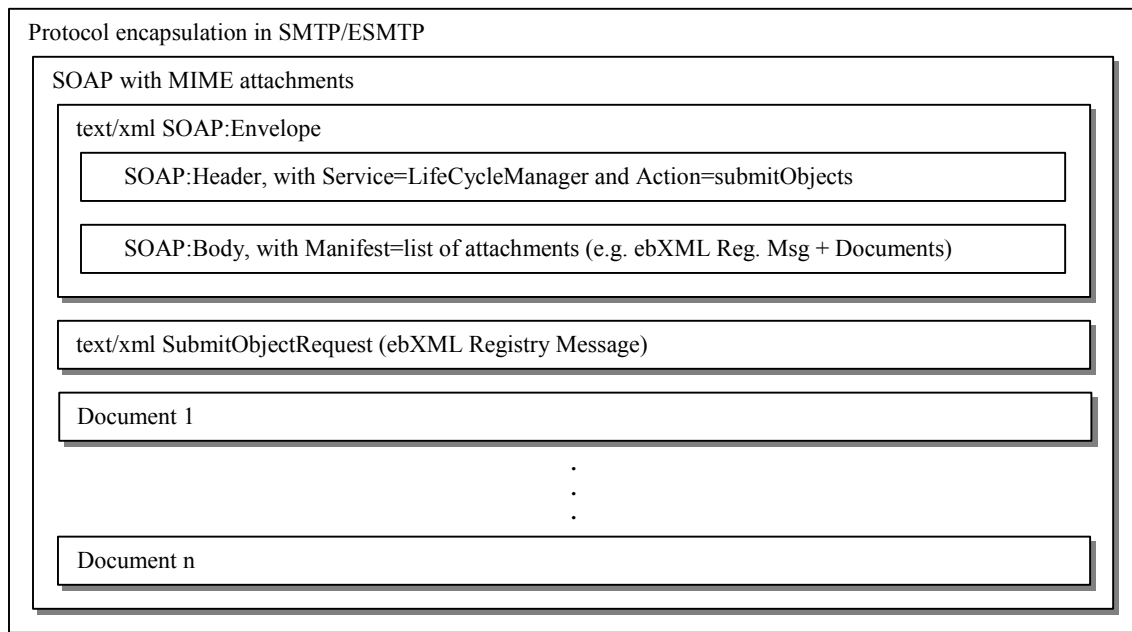 Protocol encapsulation in SMTP/ESMTP
SOAP with MIME attachments
text/xml SOAP:Envelope
SOAP:Header, with Service=LifeCycleManager and Action=submitObjects
SOAP:Body, with Manifest=list of attachments (e.g. ebXML Reg. Msg + Documents)
text/xml SubmitObjectRequest (ebXML Registry Message)
Document 1
.
.
.
Document n